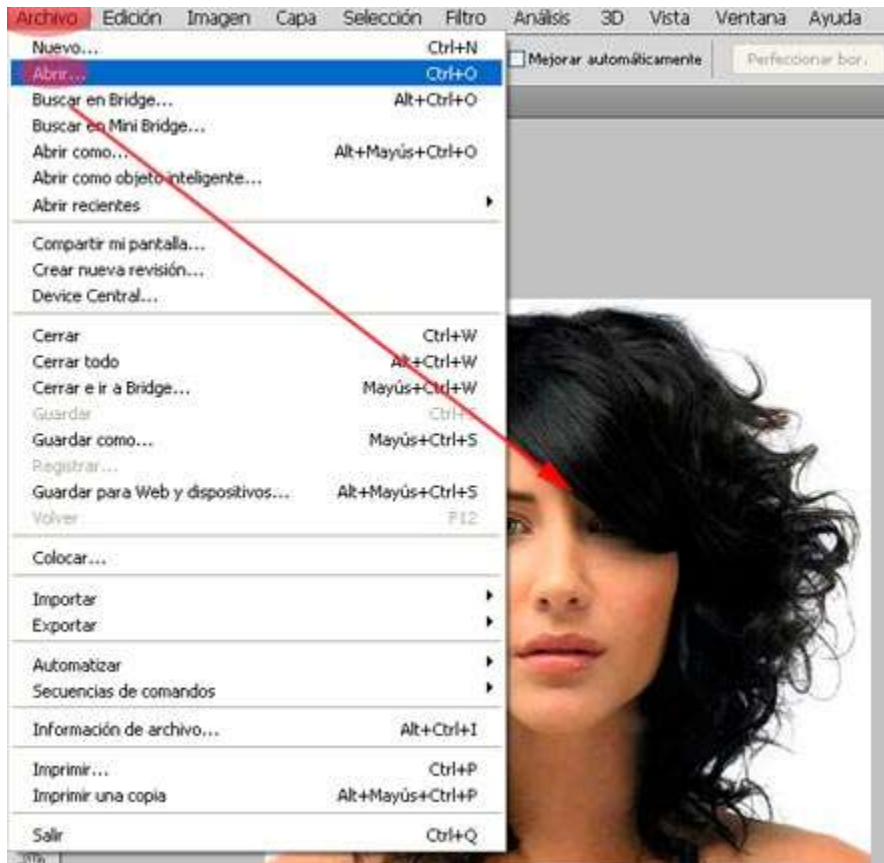 Archivo Edición Imagen Capa Selección Filtro Análisis 3D Vista Ventana Ayuda
Mejorar automáticamente Perfeccionar bor.
Nuevo... Ctrl+N
Abrir... Ctrl+O
Buscar en Bridge... Alt+Ctrl+O
Buscar en Mini Bridge...
Abrir como... Alt+Mayús+Ctrl+O
Abrir como objeto inteligente...
Abrir recientes
Compartir mi pantalla...
Crear nueva revisión...
Device Central...
Cerrar Ctrl+W
Cerrar todo Alt+Ctrl+W
Cerrar e ir a Bridge... Mayús+Ctrl+W
Guardar Ctrl+S
Guardar como... Mayús+Ctrl+S
Registrar...
Guardar para Web y dispositivos... Alt+Mayús+Ctrl+S
Volver F12
Colocar...
Importar
Exportar
Automatizar
Secuencias de comandos
Información de archivo... Alt+Ctrl+I
Imprimir... Ctrl+P
Imprimir una copia Alt+Mayús+Ctrl+P
Salir Ctrl+Q